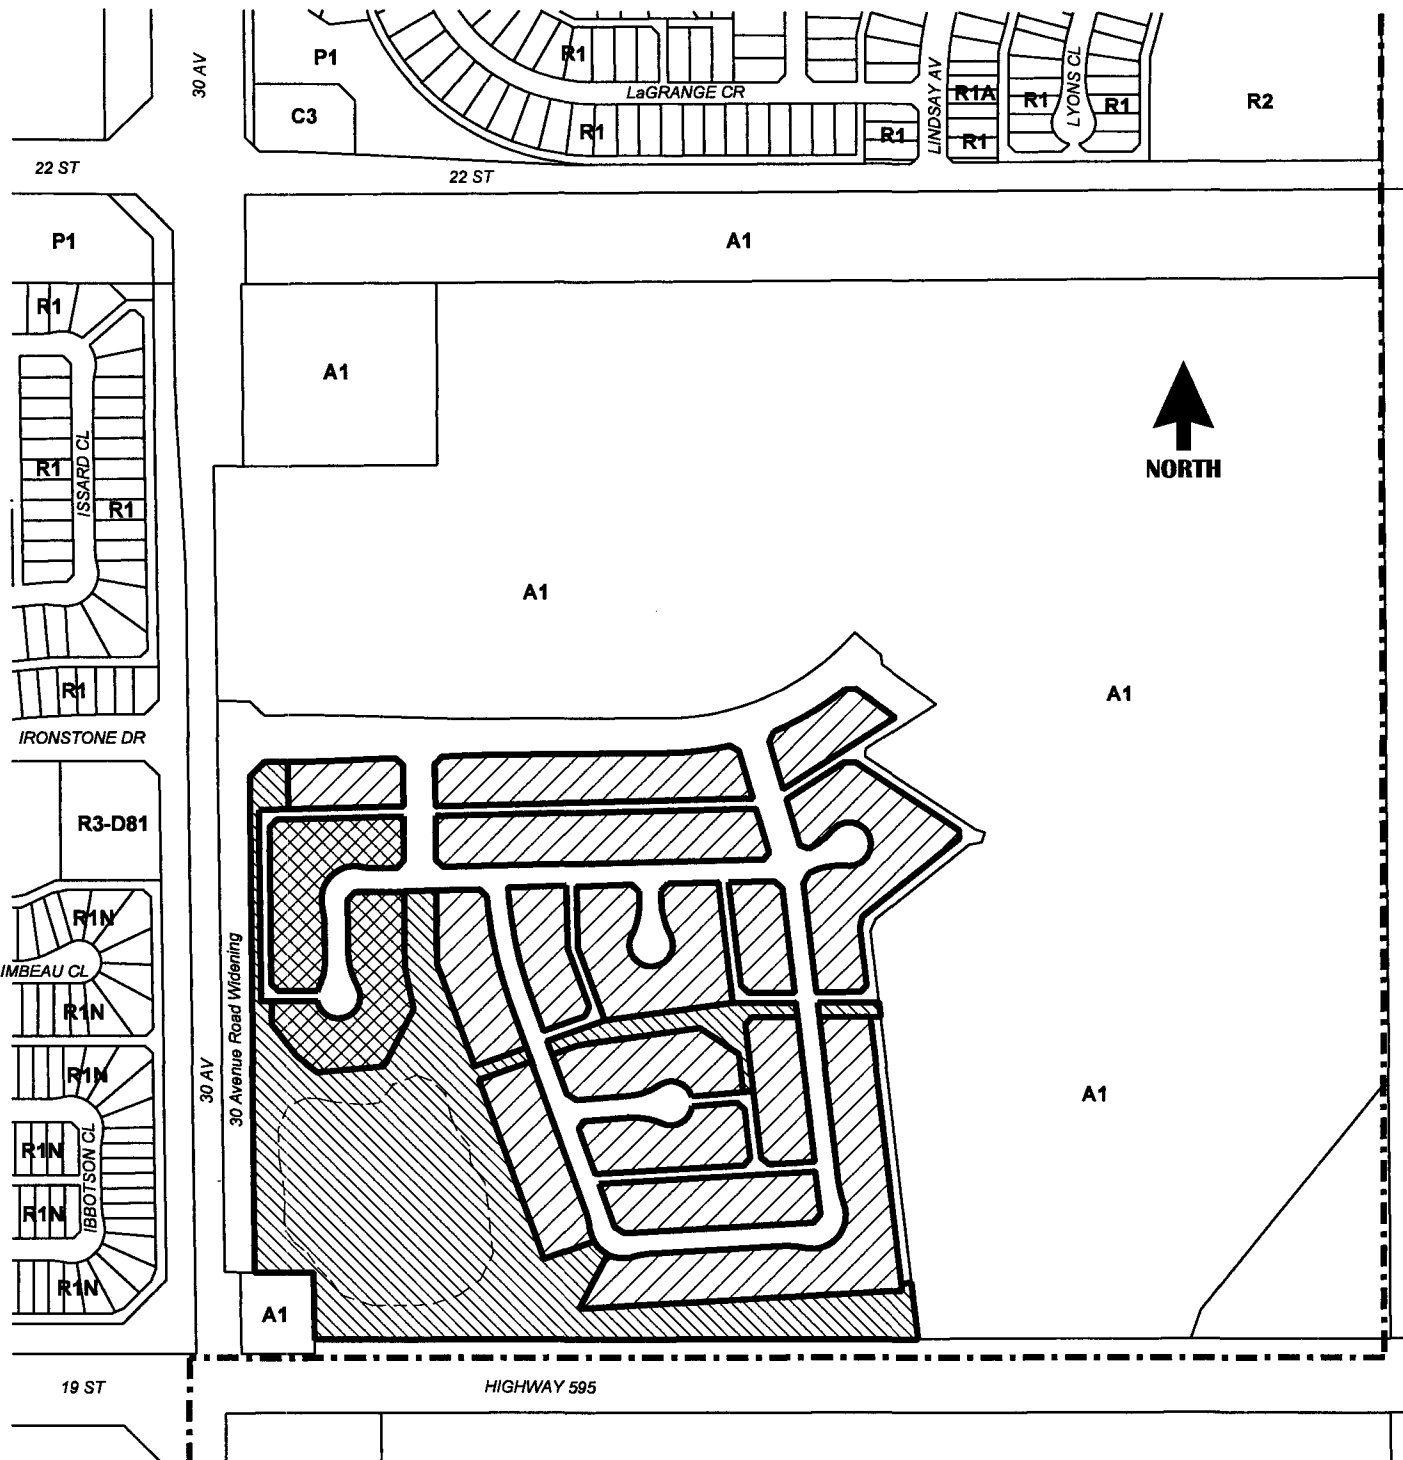 30 AV
P1
R1
LaGRANGE CR
C3
R1
R1
LINDSAY AV
R1A
R1
R1
LYONS CL
R1
R2
22 ST
22 ST
P1
A1
R1
A1
ISSARD CL
R1
R1
NORTH
A1
R1
A1
IRONSTONE DR
R3-D81
R1N
IMBEAU CL
R1N
30 Avenue Road Widening
30 AV
R1N
A1
R1N
IBBOTSON CL
R1N
R1N
A1
19 ST
HIGHWAY 595